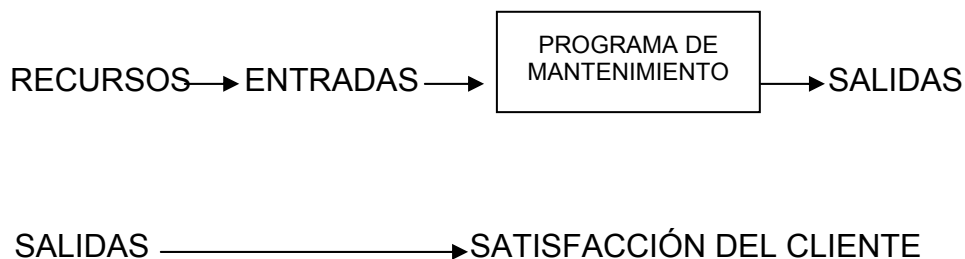 PROGRAMA DE
MANTENIMIENTO
RECURSOS ENTRADAS SALIDAS
SALIDAS SATISFACCIÓN DEL CLIENTE